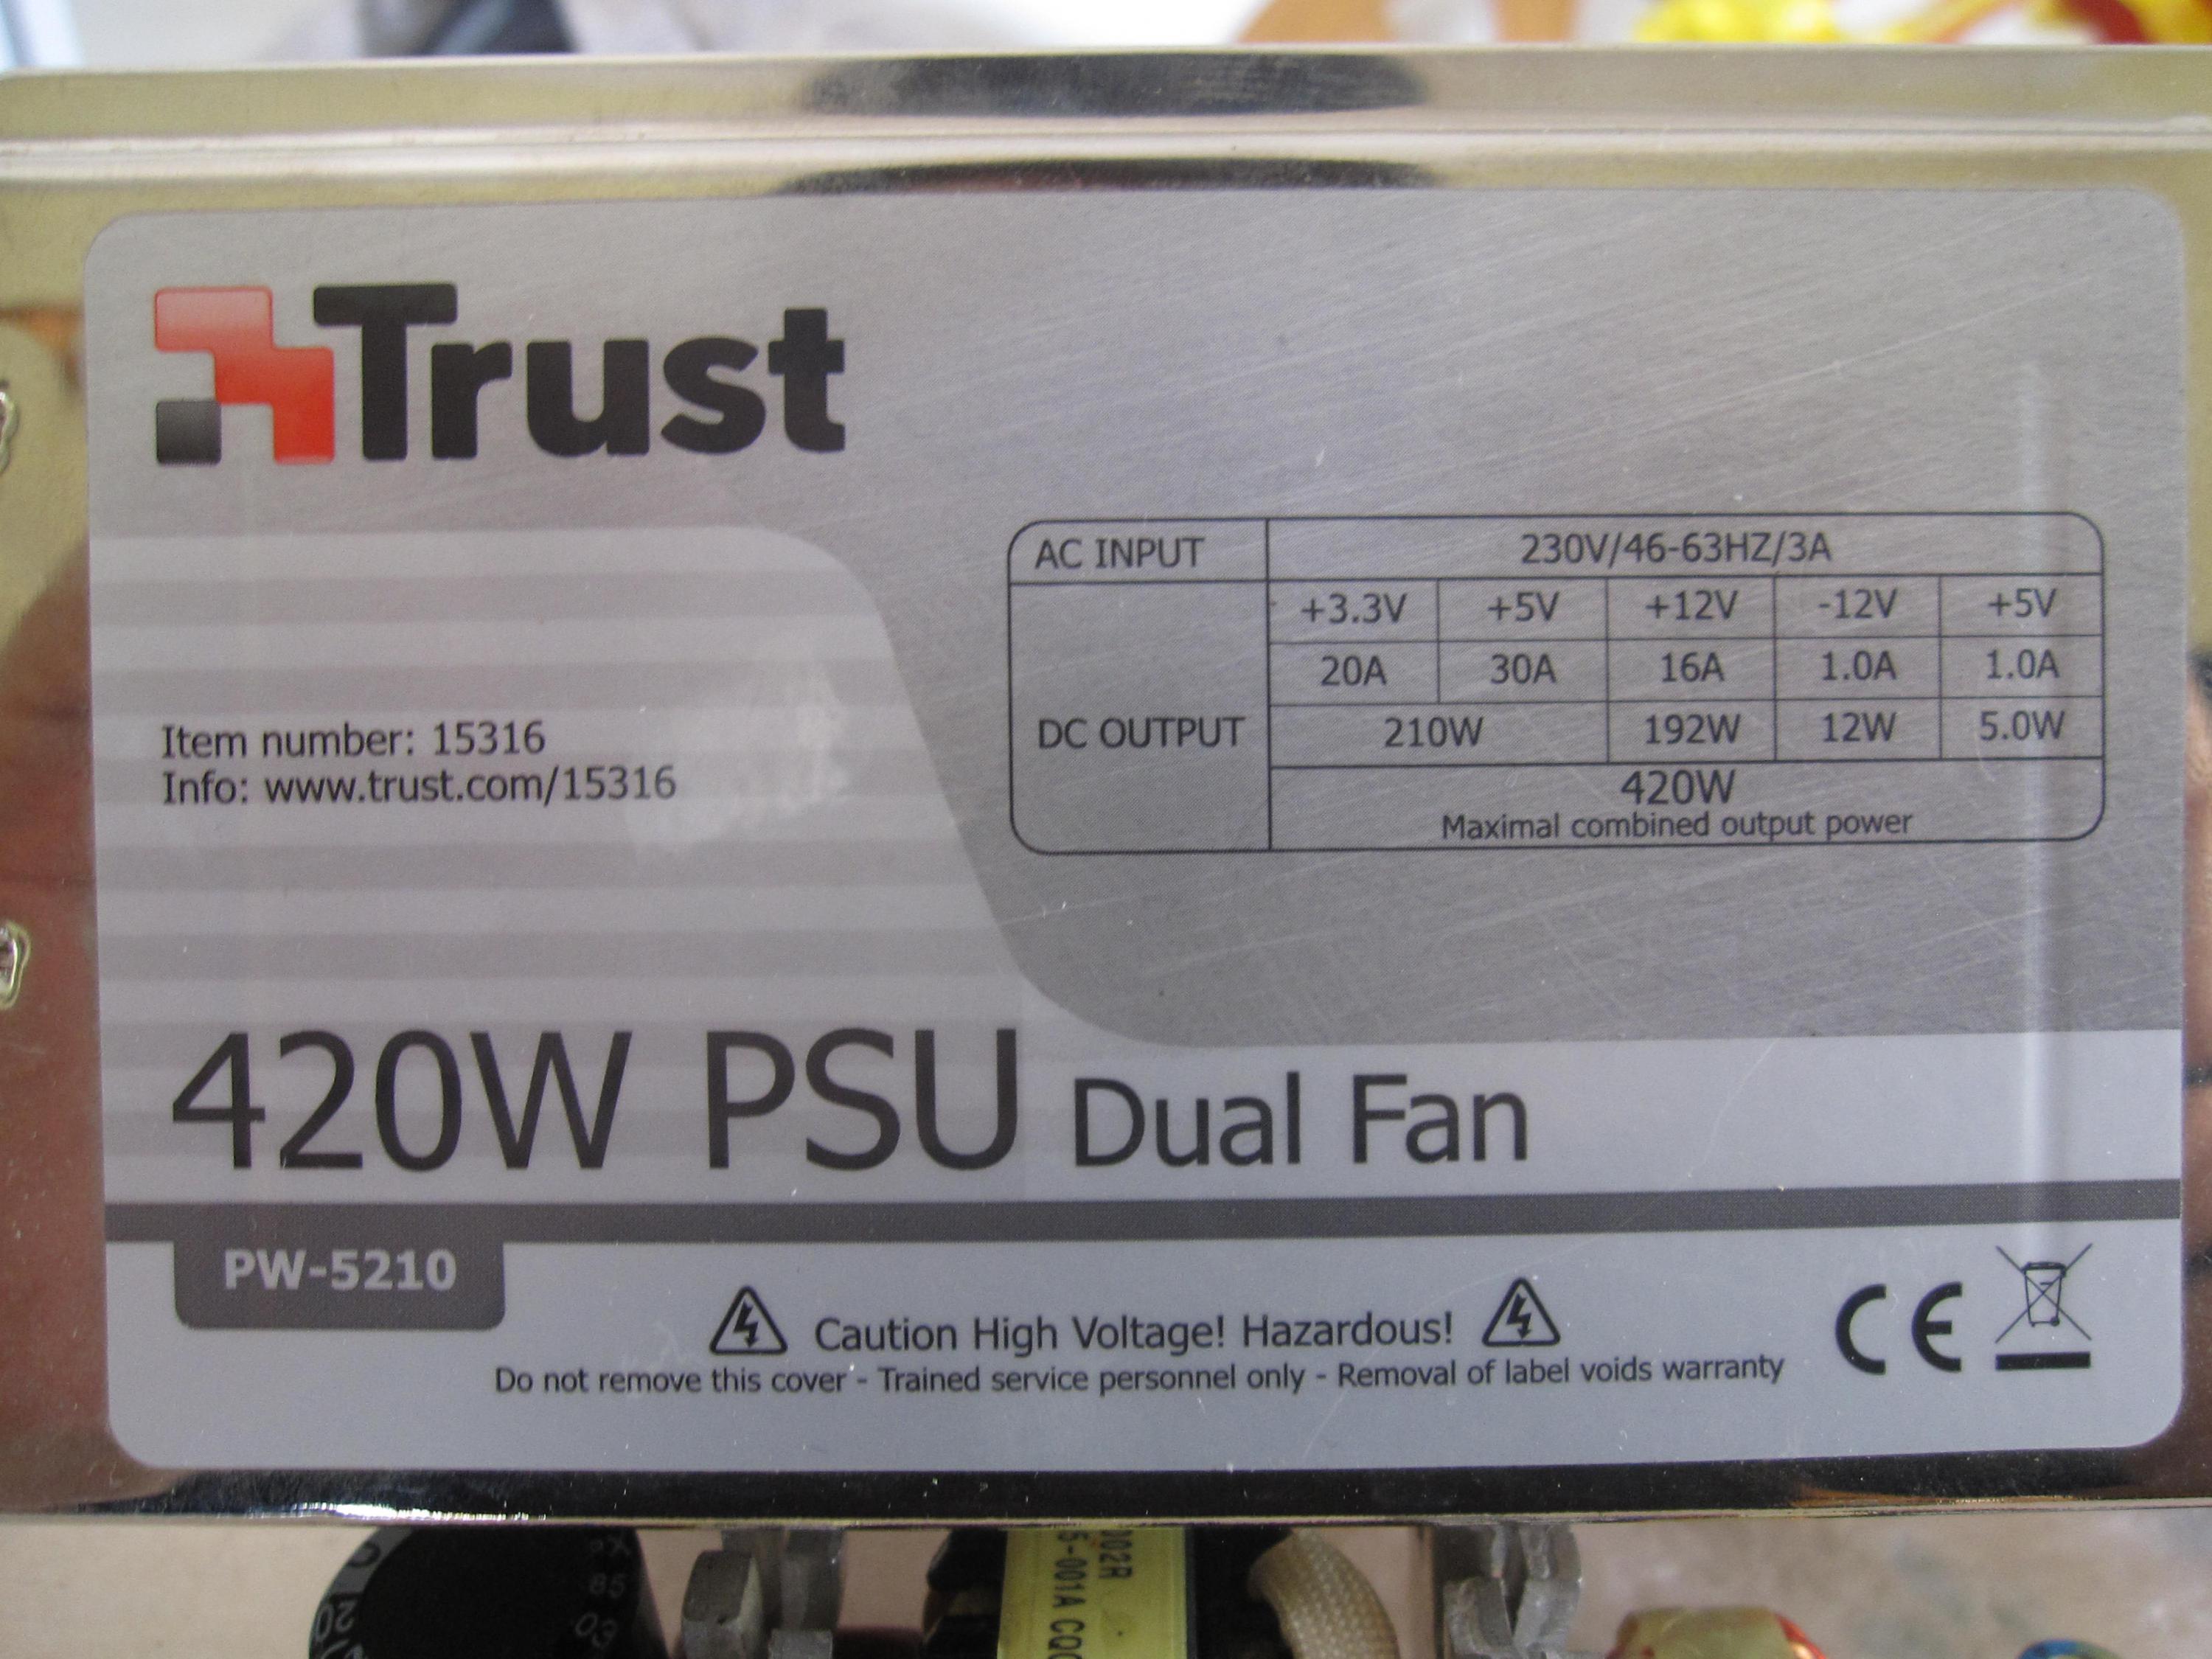 Trust
AC INPUT 230V/46-63HZ/3A
DC OUTPUT
+3.3V +5V +12V -12V +5V
20A 30A 16A 1.0A 1.0A
210W 192W 12W 5.0W
420W
Maximal combined output power
Item number: 15316
Info: www.trust.com/15316
420W PSU Dual Fan
PW-5210
Caution High Voltage! Hazardous!
Do not remove this cover - Trained service personnel only - Removal of label voids warranty
CE